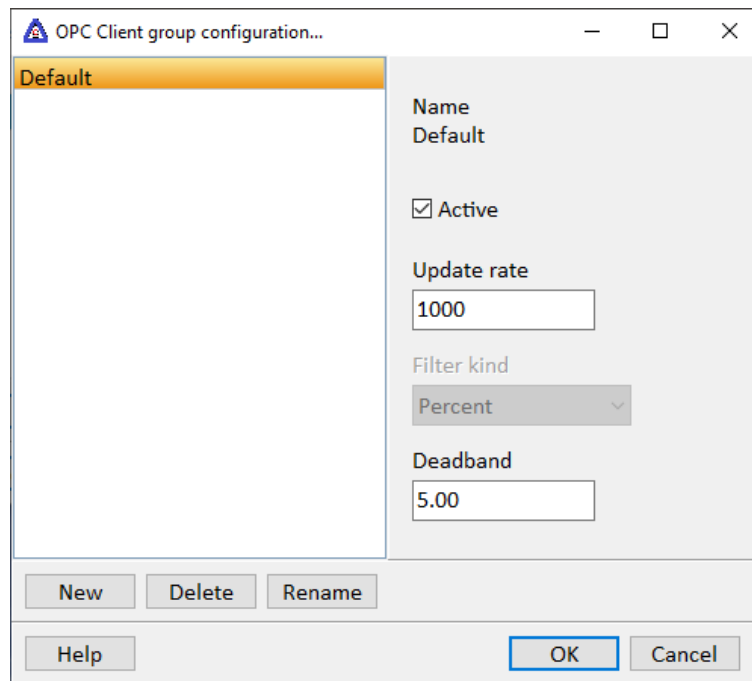 OPC Client group configuration...
Default
Name
Default
Active
Update rate
1000
Filter kind
Percent
Deadband
5.00
New Delete Rename
Help OK Cancel